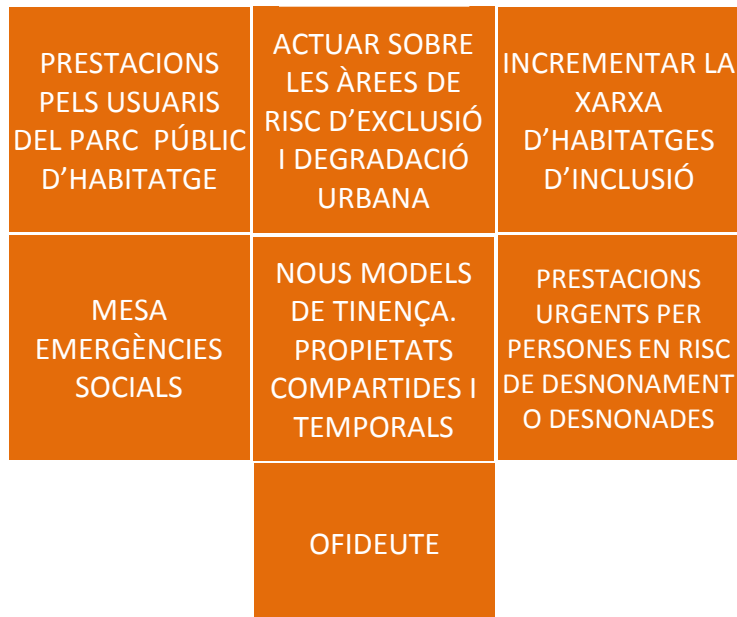 PRESTACIONS
PELS USUARIS
DEL PARC PÚBLIC
D’HABITATGE
ACTUAR SOBRE
LES ÀREES DE
RISC D’EXCLUSIÓ
I DEGRADACIÓ
URBANA
INCREMENTAR LA
XARXA
D’HABITATGES
D’INCLUSIÓ
MESA
EMERGÈNCIES
SOCIALS
NOUS MODELS
DE TINENÇA.
PROPIETATS
COMPARTIDES I
TEMPORALS
PRESTACIONS
URGENTS PER
PERSONES EN RISC
DE DESNONAMENT
O DESNONADES
OFIDEUTE